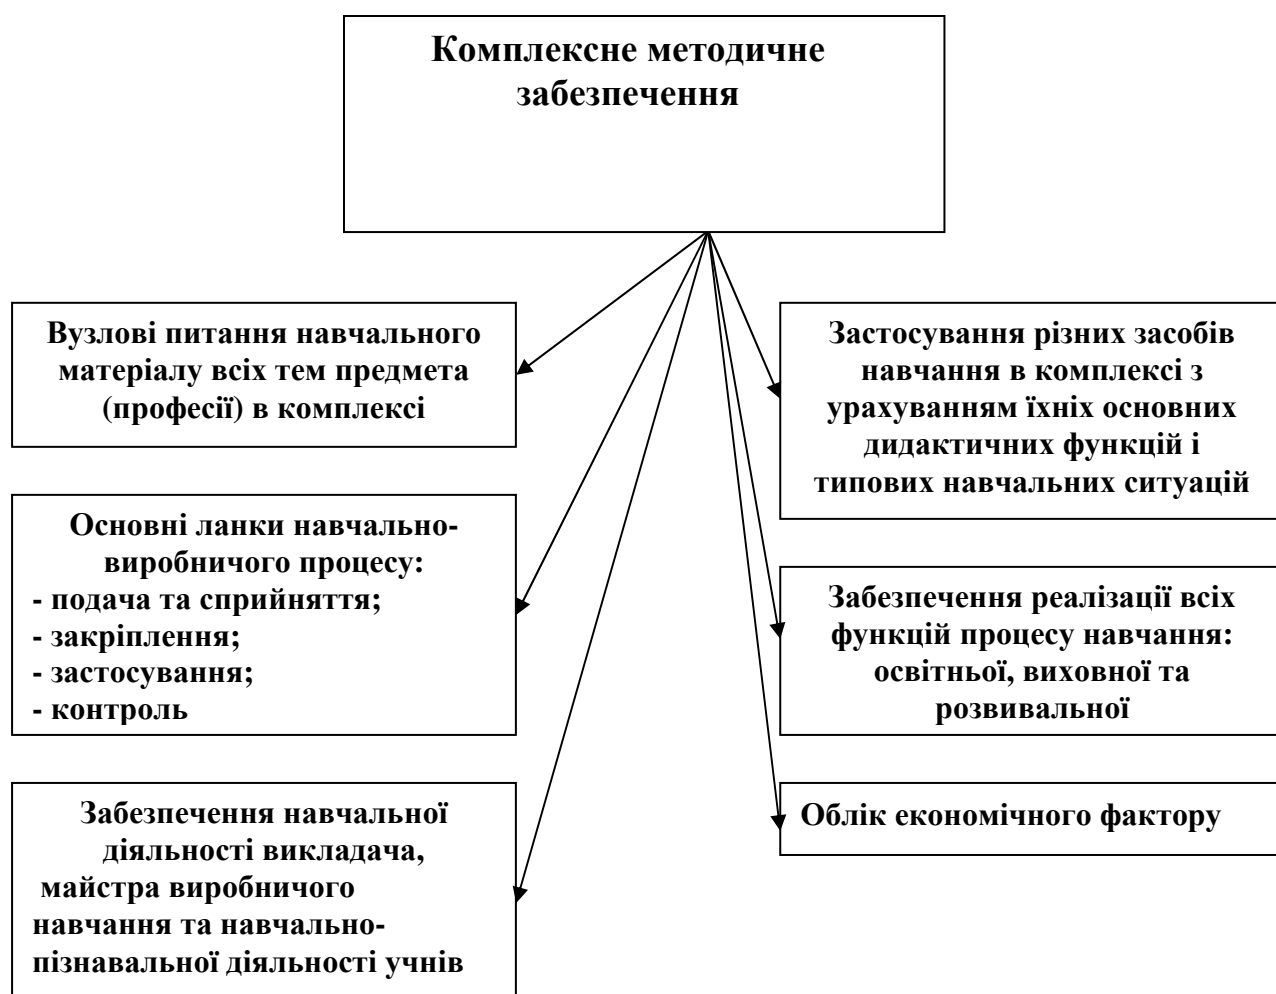 Комплексне методичне
забезпечення
Вузлові питання навчального
матеріалу всіх тем предмета
(професії) в комплексі
Основні ланки навчально-
виробничого процесу:
- подача та сприйняття;
- закріплення;
- застосування;
- контроль
Забезпечення навчальної
діяльності викладача,
майстра виробничого
навчання та навчально-
пізнавальної діяльності учнів
Застосування різних засобів
навчання в комплексі з
урахуванням їхніх основних
дидактичних функцій і
типових навчальних ситуацій
Забезпечення реалізації всіх
функцій процесу навчання:
освітньої, виховної та
розвивальної
Облік економічного фактору